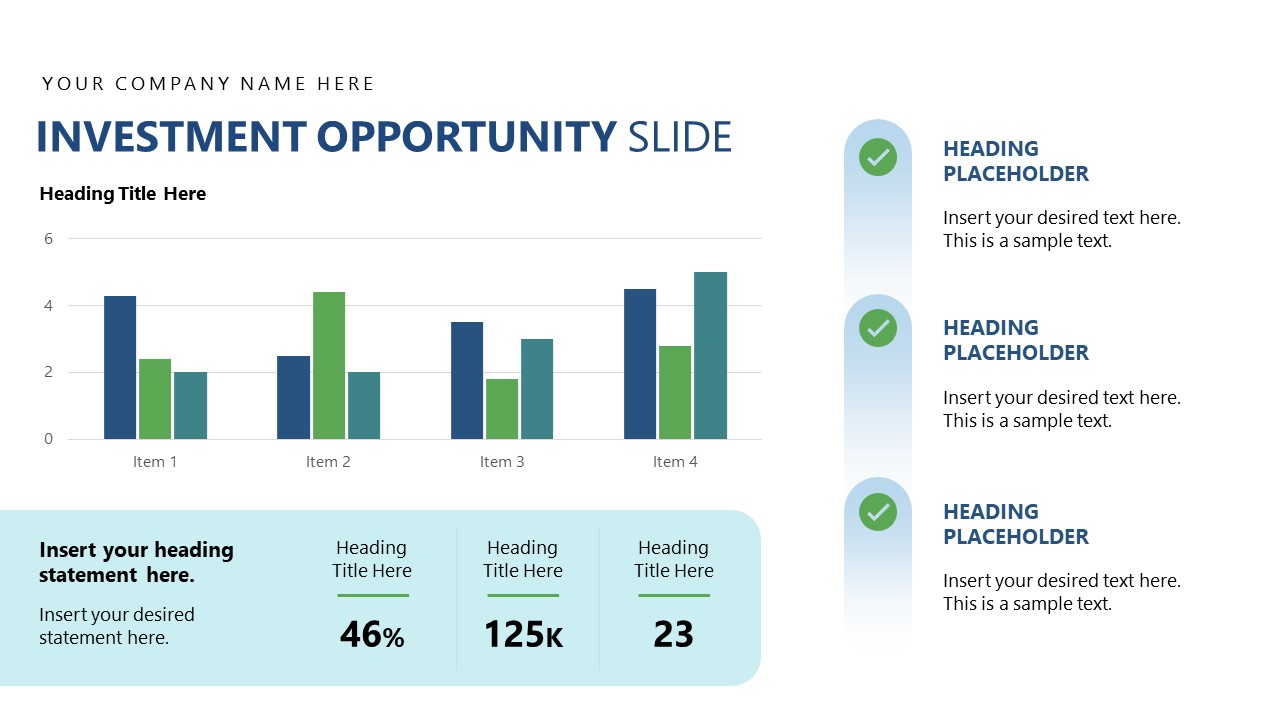 YOUR COMPANY NAME HERE
INVESTMENT OPPORTUNITY SLIDE
Heading Title Here
6
4
2
0
Item 1
Item 2
Item 3
Item 4
Insert your heading
statement here.
Insert your desired
statement here.
Heading
Title Here
46%
Heading
Title Here
125K
Heading
Title Here
23
HEADING
PLACEHOLDER
Insert your desired text here.
This is a sample text.
HEADING
PLACEHOLDER
Insert your desired text here.
This is a sample text.
HEADING
PLACEHOLDER
Insert your desired text here.
This is a sample text.